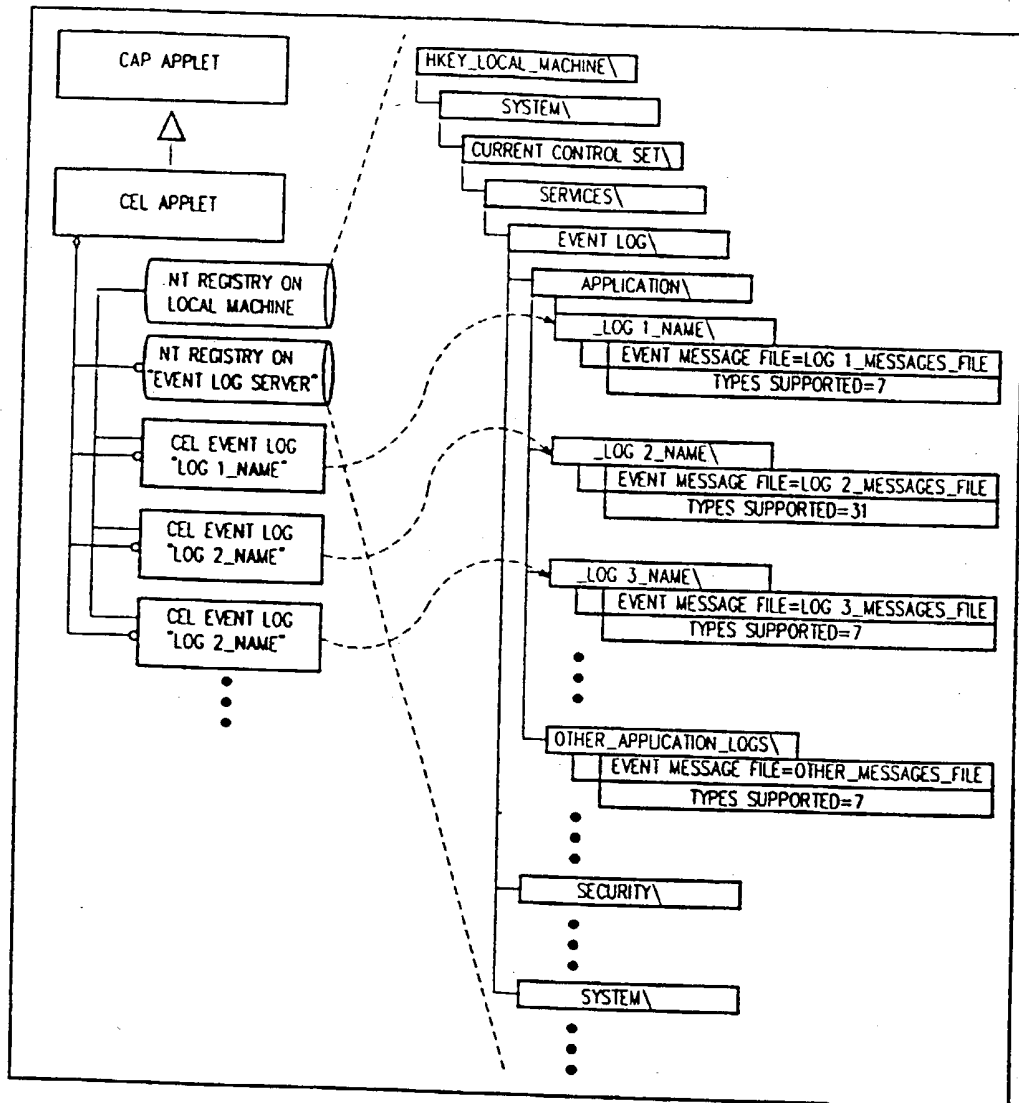 CAP APPLET
CEL APPLET
NT REGISTRY ON
LOCAL MACHINE
NT REGISTRY ON
"EVENT LOG SERVER"
CEL EVENT LOG
"LOG 1_NAME"
CEL EVENT LOG
"LOG 2_NAME"
CEL EVENT LOG
"LOG 2_NAME"
HKEY_LOCAL_MACHINE\
SYSTEM\
CURRENT CONTROL SET\
SERVICES\
EVENT LOG\
APPLICATION\
_LOG 1_NAME\
EVENT MESSAGE FILE=LOG 1_MESSAGES_FILE
TYPES SUPPORTED=7
_LOG 2_NAME\
EVENT MESSAGE FILE=LOG 2_MESSAGES_FILE
TYPES SUPPORTED=31
_LOG 3_NAME\
EVENT MESSAGE FILE=LOG 3_MESSAGES_FILE
TYPES SUPPORTED=7
OTHER_APPLICATION_LOGS\
EVENT MESSAGE FILE=OTHER_MESSAGES_FILE
TYPES SUPPORTED=7
SECURITY\
SYSTEM\